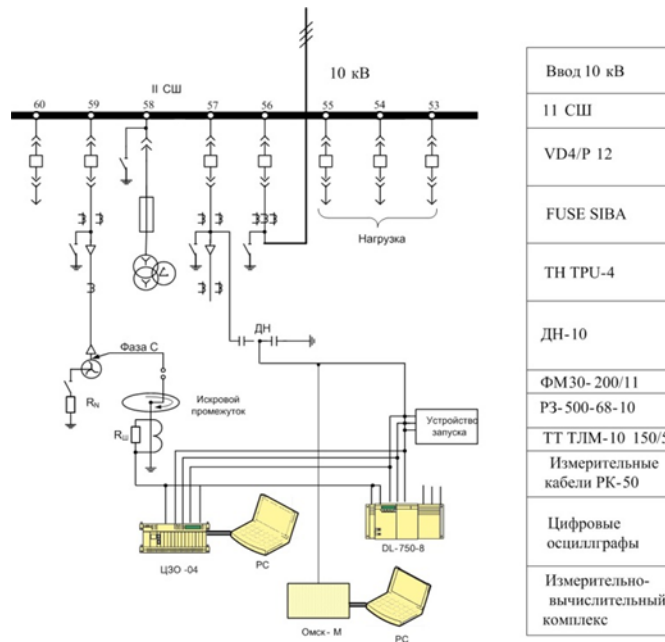 10 кВ
II СШ
60 59 58 57 56 55 54 53
Нагрузка
ДН
Фаза С
Искровой
промежуток
RN
RШ
Устройство
запуска
ЦЗО -04
PC
DL-750-8
Омск- М
PC
Ввод 10 кВ
11 СШ
VD4/P 12
FUSE SIBA
ТН TPU-4
ДН-10
ФМ30- 200/11
РЗ-500-68-10
ТТ ТЛМ-10 150/5
Измерительные
кабели РК-50
Цифровые
осциллграфы
Измерительно-
вычислительный
комплекс